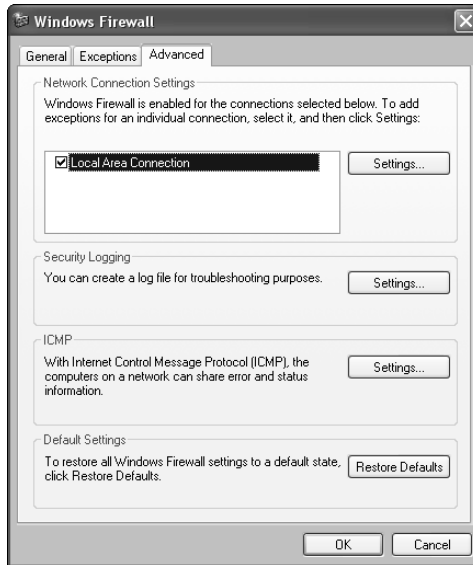 Windows Firewall
General Exceptions Advanced
Network Connection Settings
Windows Firewall is enabled for the connections selected below. To add
exceptions for an individual connection, select it, and then click Settings:
Local Area Connection
Settings...
Security Logging
You can create a log file for troubleshooting purposes.
Settings...
ICMP
With Internet Control Message Protocol (ICMP), the
computers on a network can share error and status
information.
Settings...
Default Settings
To restore all Windows Firewall settings to a default state,
click Restore Defaults.
Restore Defaults
OK Cancel